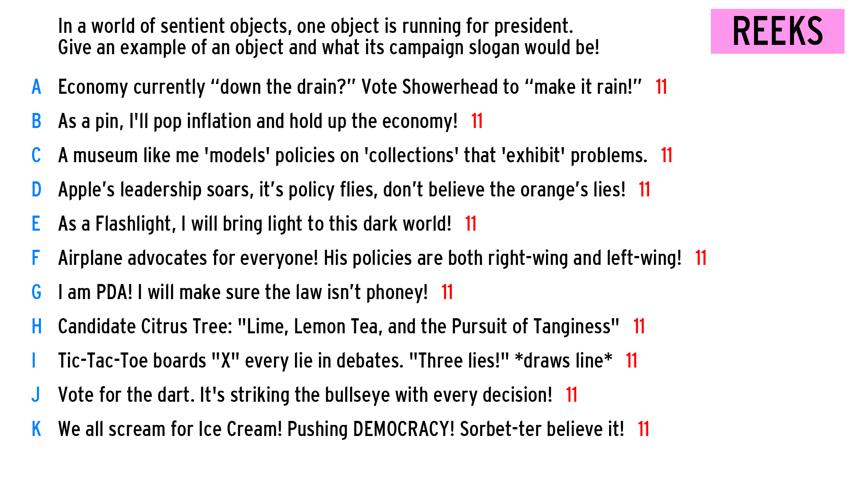 In a world of sentient objects, one object is running for president.
Give an example of an object and what its campaign slogan would be!
REEKS
A Economy currently “down the drain?” Vote Showerhead to “make it rain!” 11
B As a pin, I'll pop inflation and hold up the economy! 11
C A museum like me 'models' policies on 'collections' that 'exhibit' problems. 11
D Apple’s leadership soars, it’s policy flies, don’t believe the orange’s lies! 11
E As a Flashlight, I will bring light to this dark world! 11
F Airplane advocates for everyone! His policies are both right-wing and left-wing! 11
G I am PDA! I will make sure the law isn’t phoney! 11
H Candidate Citrus Tree: "Lime, Lemon Tea, and the Pursuit of Tanginess" 11
I Tic-Tac-Toe boards "X" every lie in debates. "Three lies!" *draws line* 11
J Vote for the dart. It's striking the bullseye with every decision! 11
K We all scream for Ice Cream! Pushing DEMOCRACY! Sorbet-ter believe it! 11